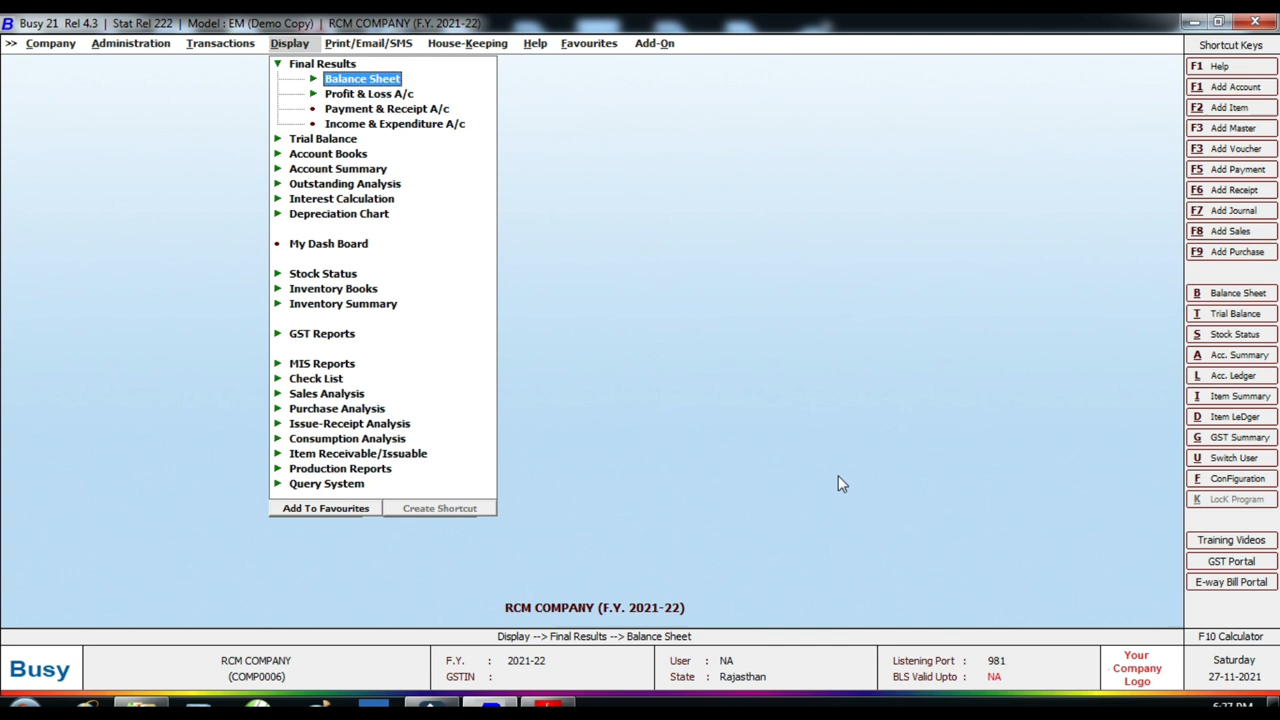 Busy 21 Rel 4.3 | Stat Rel 222 | Model : EM (Demo Copy) | RCM COMPANY (F.Y. 2021-22)
>> Company Administration Transactions Display Print/Email/SMS House-Keeping Help Favourites Add-On
Final Results
Balance Sheet
Profit & Loss A/c
Payment & Receipt A/c
Income & Expenditure A/c
Trial Balance
Account Books
Account Summary
Outstanding Analysis
Interest Calculation
Depreciation Chart
My Dash Board
Stock Status
Inventory Books
Inventory Summary
GST Reports
MIS Reports
Check List
Sales Analysis
Purchase Analysis
Issue-Receipt Analysis
Consumption Analysis
Item Receivable/Issuable
Production Reports
Query System
Add To Favourites Create Shortcut
Shortcut Keys
F1 Help
F1 Add Account
F2 Add Item
F3 Add Master
F3 Add Voucher
F5 Add Payment
F6 Add Receipt
F7 Add Journal
F8 Add Sales
F9 Add Purchase
B Balance Sheet
T Trial Balance
S Stock Status
A Acc. Summary
L Acc. Ledger
I Item Summary
D Item LeDger
G GST Summary
U Switch User
F ConFiguration
K LocK Program
Training Videos
GST Portal
E-way Bill Portal
RCM COMPANY (F.Y. 2021-22)
Display --> Final Results --> Balance Sheet
F10 Calculator
Busy
RCM COMPANY
(COMP0006)
F.Y. : 2021-22
GSTIN :
User : NA
State : Rajasthan
Listening Port : 981
BLS Valid Upto : NA
Your
Company
Logo
Saturday
27-11-2021
6:27 PM